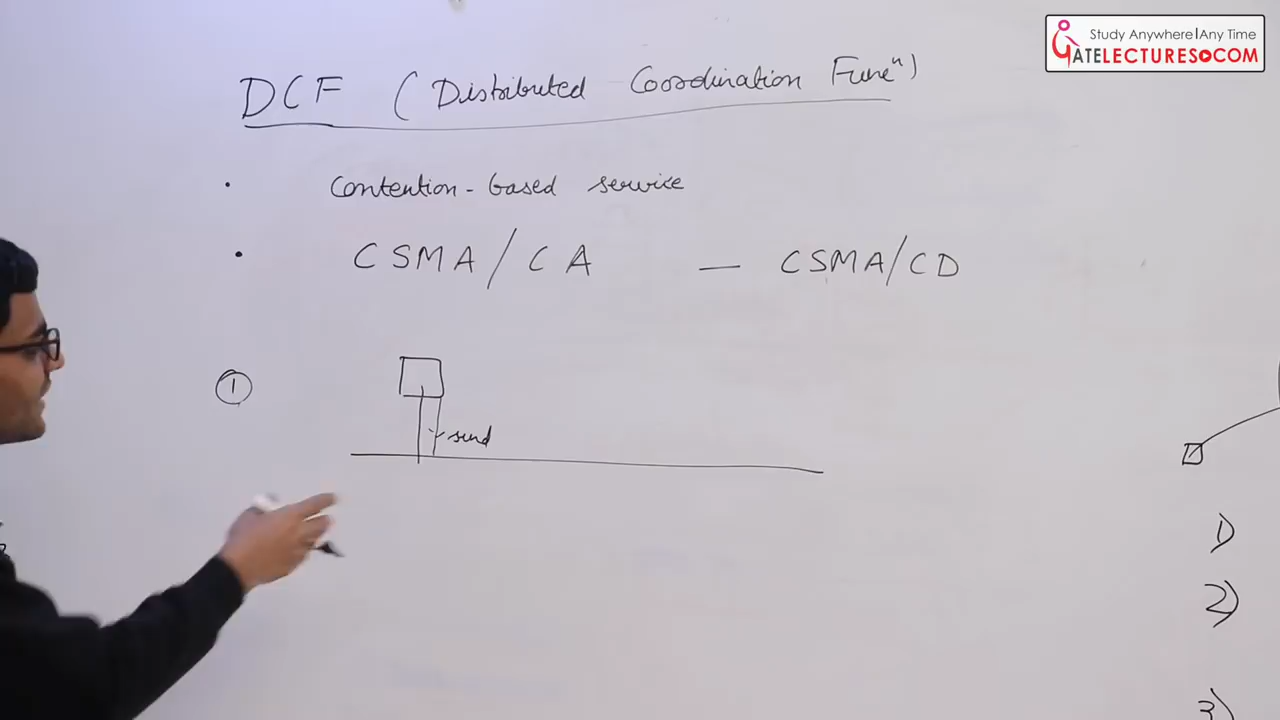 Study Anywhere|Any Time
GATELECTURES.COM
DCF (Distributed Coordination Funcⁿ)
· Contention-based service
· CSMA/CA — CSMA/CD
①
send
1)
2)
3)